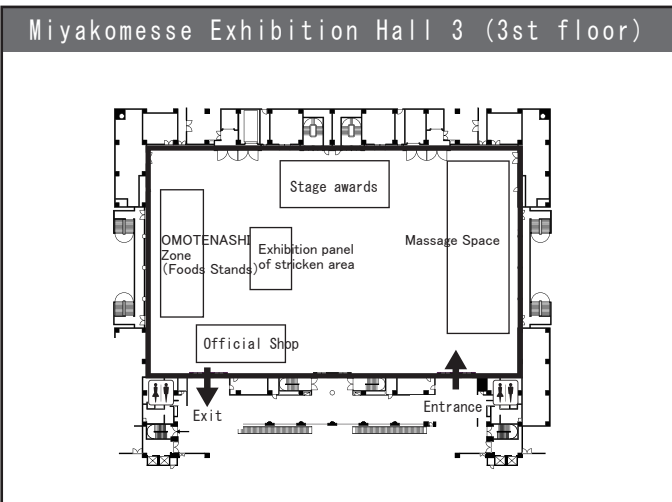 Miyakomesse Exhibition Hall 3 (3st floor)
Stage awards
OMOTENASHI
Zone
(Foods Stands)
Exhibition panel
of stricken area
Massage Space
Official Shop
Exit
Entrance